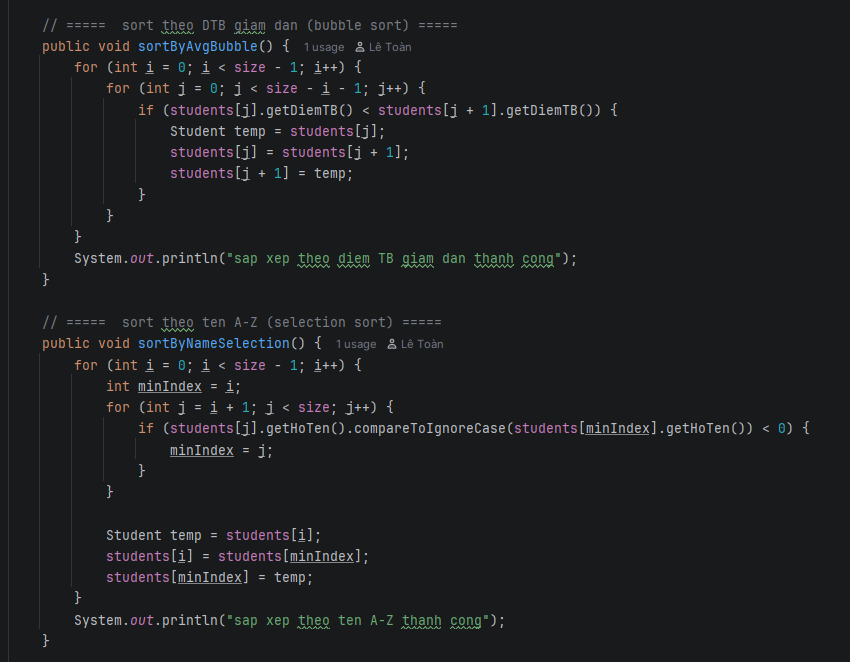 // =====  sort theo DTB giam dan (bubble sort) =====
public void sortByAvgBubble() {  1 usage  Lê Toàn
    for (int i = 0; i < size - 1; i++) {
        for (int j = 0; j < size - i - 1; j++) {
            if (students[j].getDiemTB() < students[j + 1].getDiemTB()) {
                Student temp = students[j];
                students[j] = students[j + 1];
                students[j + 1] = temp;
            }
        }
    }
    System.out.println("sap xep theo diem TB giam dan thanh cong");
}

// =====  sort theo ten A-Z (selection sort) =====
public void sortByNameSelection() {  1 usage  Lê Toàn
    for (int i = 0; i < size - 1; i++) {
        int minIndex = i;
        for (int j = i + 1; j < size; j++) {
            if (students[j].getHoTen().compareToIgnoreCase(students[minIndex].getHoTen()) < 0) {
                minIndex = j;
            }
        }

        Student temp = students[i];
        students[i] = students[minIndex];
        students[minIndex] = temp;
    }
    System.out.println("sap xep theo ten A-Z thanh cong");
}